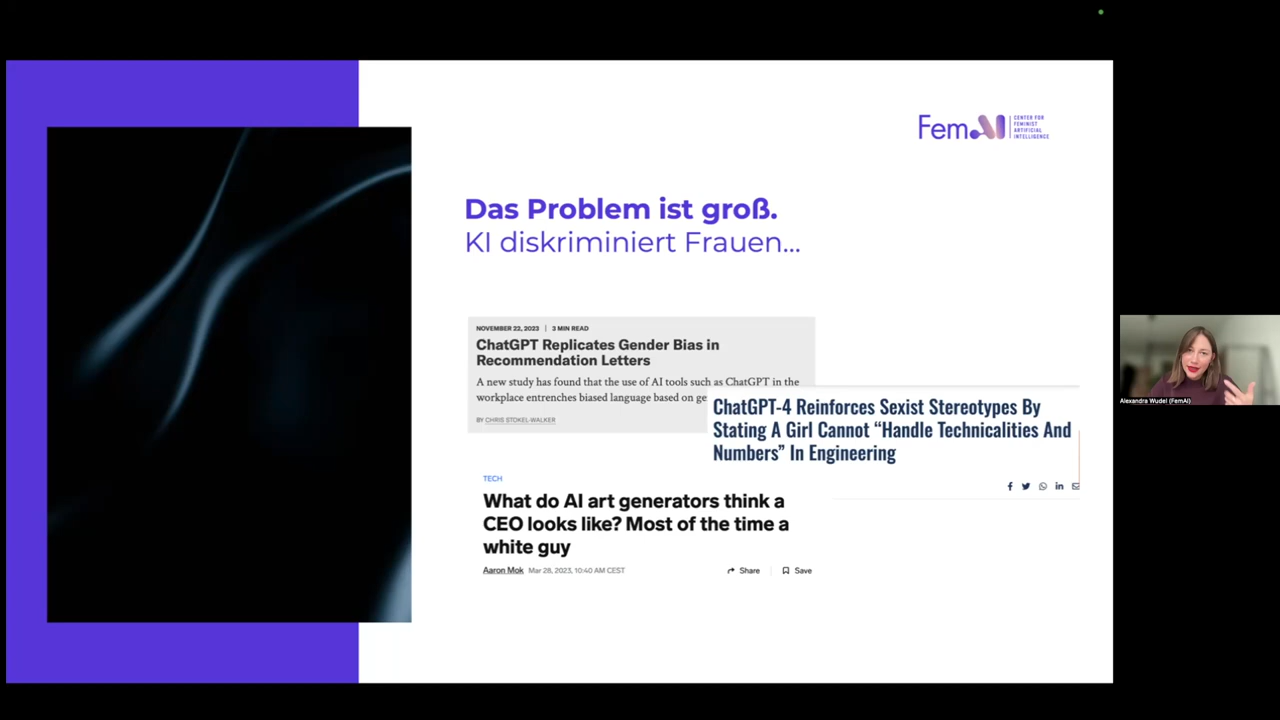 FemAI
CENTER FOR
FEMINIST
ARTIFICIAL
INTELLIGENCE
Das Problem ist groß.
KI diskriminiert Frauen...
NOVEMBER 22, 2023 | 3 MIN READ
ChatGPT Replicates Gender Bias in
Recommendation Letters
A new study has found that the use of AI tools such as ChatGPT in the
workplace entrenches biased language based on ge
BY CHRIS STOKEL-WALKER
ChatGPT-4 Reinforces Sexist Stereotypes By
Stating A Girl Cannot “Handle Technicalities And
Numbers” In Engineering
TECH
What do AI art generators think a
CEO looks like? Most of the time a
white guy
Aaron Mok Mar 28, 2023, 10:40 AM CEST
Share
Save
Alexandra Wudel (FemAI)